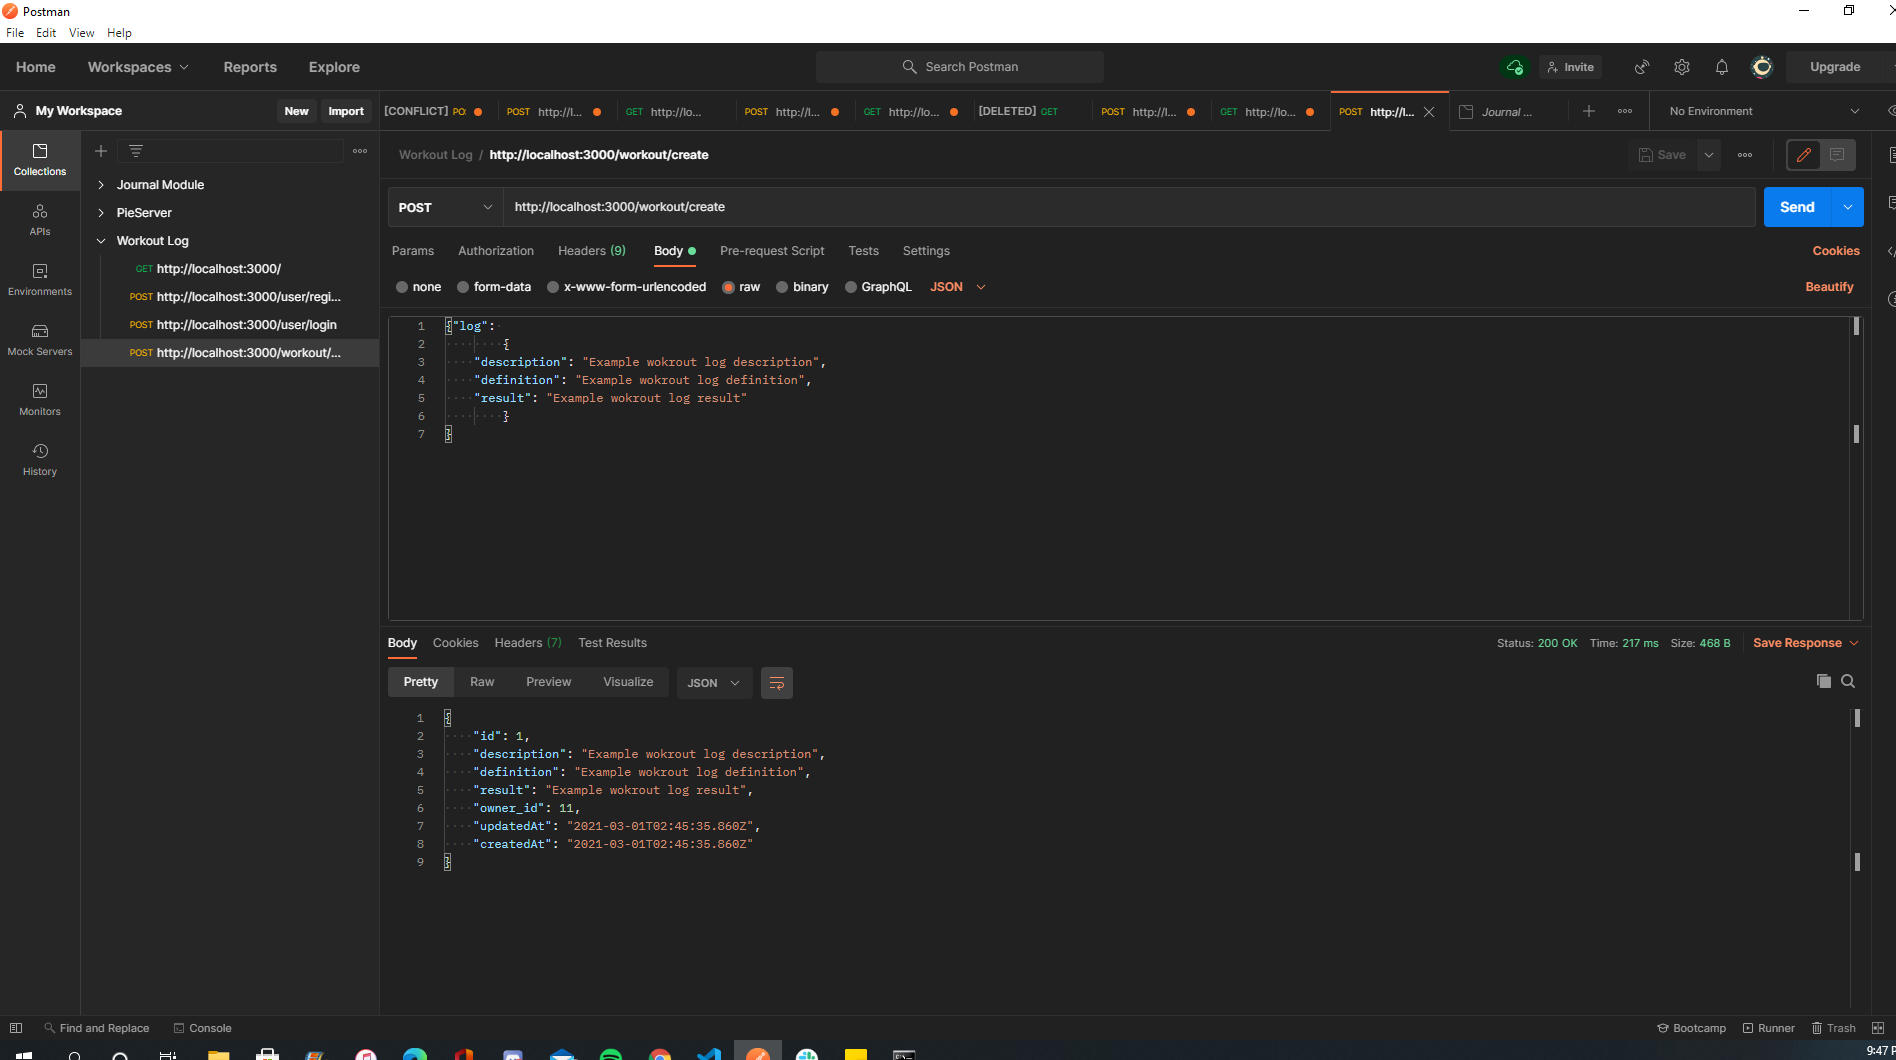 Postman
File Edit View Help
Home Workspaces Reports Explore Search Postman Invite Upgrade
My Workspace New Import [CONFLICT] PO POST http://l... GET http://lo... POST http://l... GET http://lo... [DELETED] GET POST http://l... GET http://lo... POST http://l... Journal ... No Environment
Collections
APIs
Environments
Mock Servers
Monitors
History
Journal Module
PieServer
Workout Log
GET http://localhost:3000/
POST http://localhost:3000/user/regi...
POST http://localhost:3000/user/login
POST http://localhost:3000/workout/...
Workout Log / http://localhost:3000/workout/create Save
POST http://localhost:3000/workout/create Send
Params Authorization Headers (9) Body Pre-request Script Tests Settings Cookies
none form-data x-www-form-urlencoded raw binary GraphQL JSON Beautify
1 {"log":
2 {
3 "description": "Example wokrout log description",
4 "definition": "Example wokrout log definition",
5 "result": "Example wokrout log result"
6 }
7 }
Body Cookies Headers (7) Test Results Status: 200 OK Time: 217 ms Size: 468 B Save Response
Pretty Raw Preview Visualize JSON
1 {
2 "id": 1,
3 "description": "Example wokrout log description",
4 "definition": "Example wokrout log definition",
5 "result": "Example wokrout log result",
6 "owner_id": 11,
7 "updatedAt": "2021-03-01T02:45:35.860Z",
8 "createdAt": "2021-03-01T02:45:35.860Z"
9 }
Find and Replace Console Bootcamp Runner Trash
9:47 P